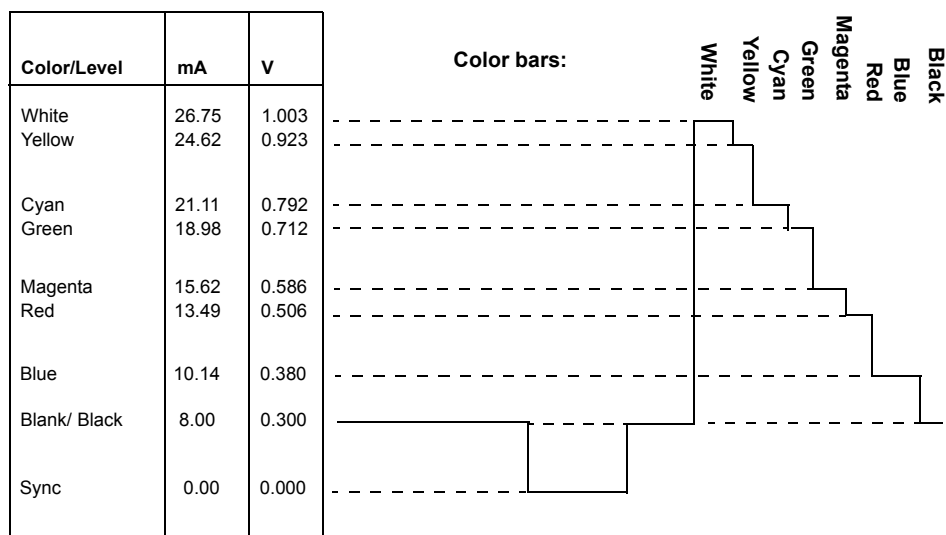 Color/Level mA V
White 26.75 1.003
Yellow 24.62 0.923
Cyan 21.11 0.792
Green 18.98 0.712
Magenta 15.62 0.586
Red 13.49 0.506
Blue 10.14 0.380
Blank/ Black 8.00 0.300
Sync 0.00 0.000
Color bars:
White
Yellow
Cyan
Green
Magenta
Red
Blue
Black